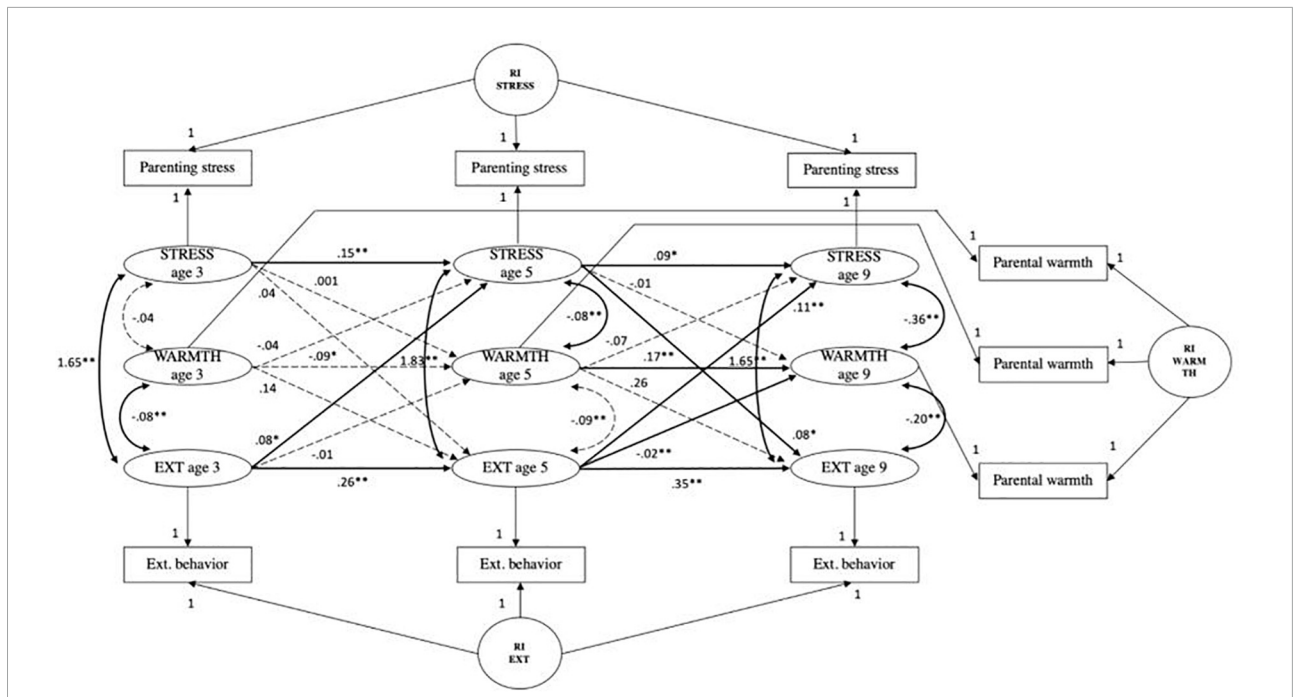 RI
STRESS
1
1
1
Parenting stress
Parenting stress
Parenting stress
1
1
1
STRESS
age 3
.15**
STRESS
age 5
.09*
STRESS
age 9
1
Parental warmth
1
.001
.04
-.01
.11**
-.04
-.08**
-.36**
1.65**
WARMTH
age 3
-.04
-.09*
1.83**
.14
WARMTH
age 5
-.07
.17**
1.65**
.26
WARMTH
age 9
1
Parental warmth
1
RI
WARM
TH
-.08**
-.09**
-.20**
.08*
-.01
.08*
-.02**
EXT age 3
.26**
EXT age 5
.35**
EXT age 9
1
Parental warmth
1
1
1
1
Ext. behavior
Ext. behavior
Ext. behavior
1
1
1
RI
EXT